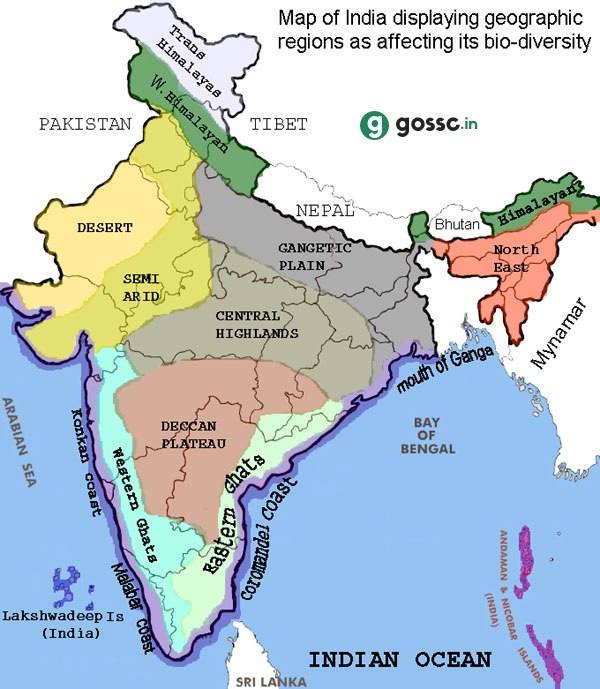 Map of India displaying geographic
regions as affecting its bio-diversity
gossc.in
Trans
Himalayas
W.Himalayan
PAKISTAN
TIBET
NEPAL
Bhutan
Himalayan
North
East
Mynamar
DESERT
SEMI
ARID
GANGETIC
PLAIN
CENTRAL
HIGHLANDS
mouth of Ganga
DECCAN
PLATEAU
BAY
OF
BENGAL
ARABIAN SEA
Konkan coast
Western Ghats
Eastern Ghats
Coromandel Coast
Malabar coast
Lakshwadeep Is
(India)
ANDAMAN & NICOBAR ISLANDS
(INDIA)
INDIAN OCEAN
SRI LANKA